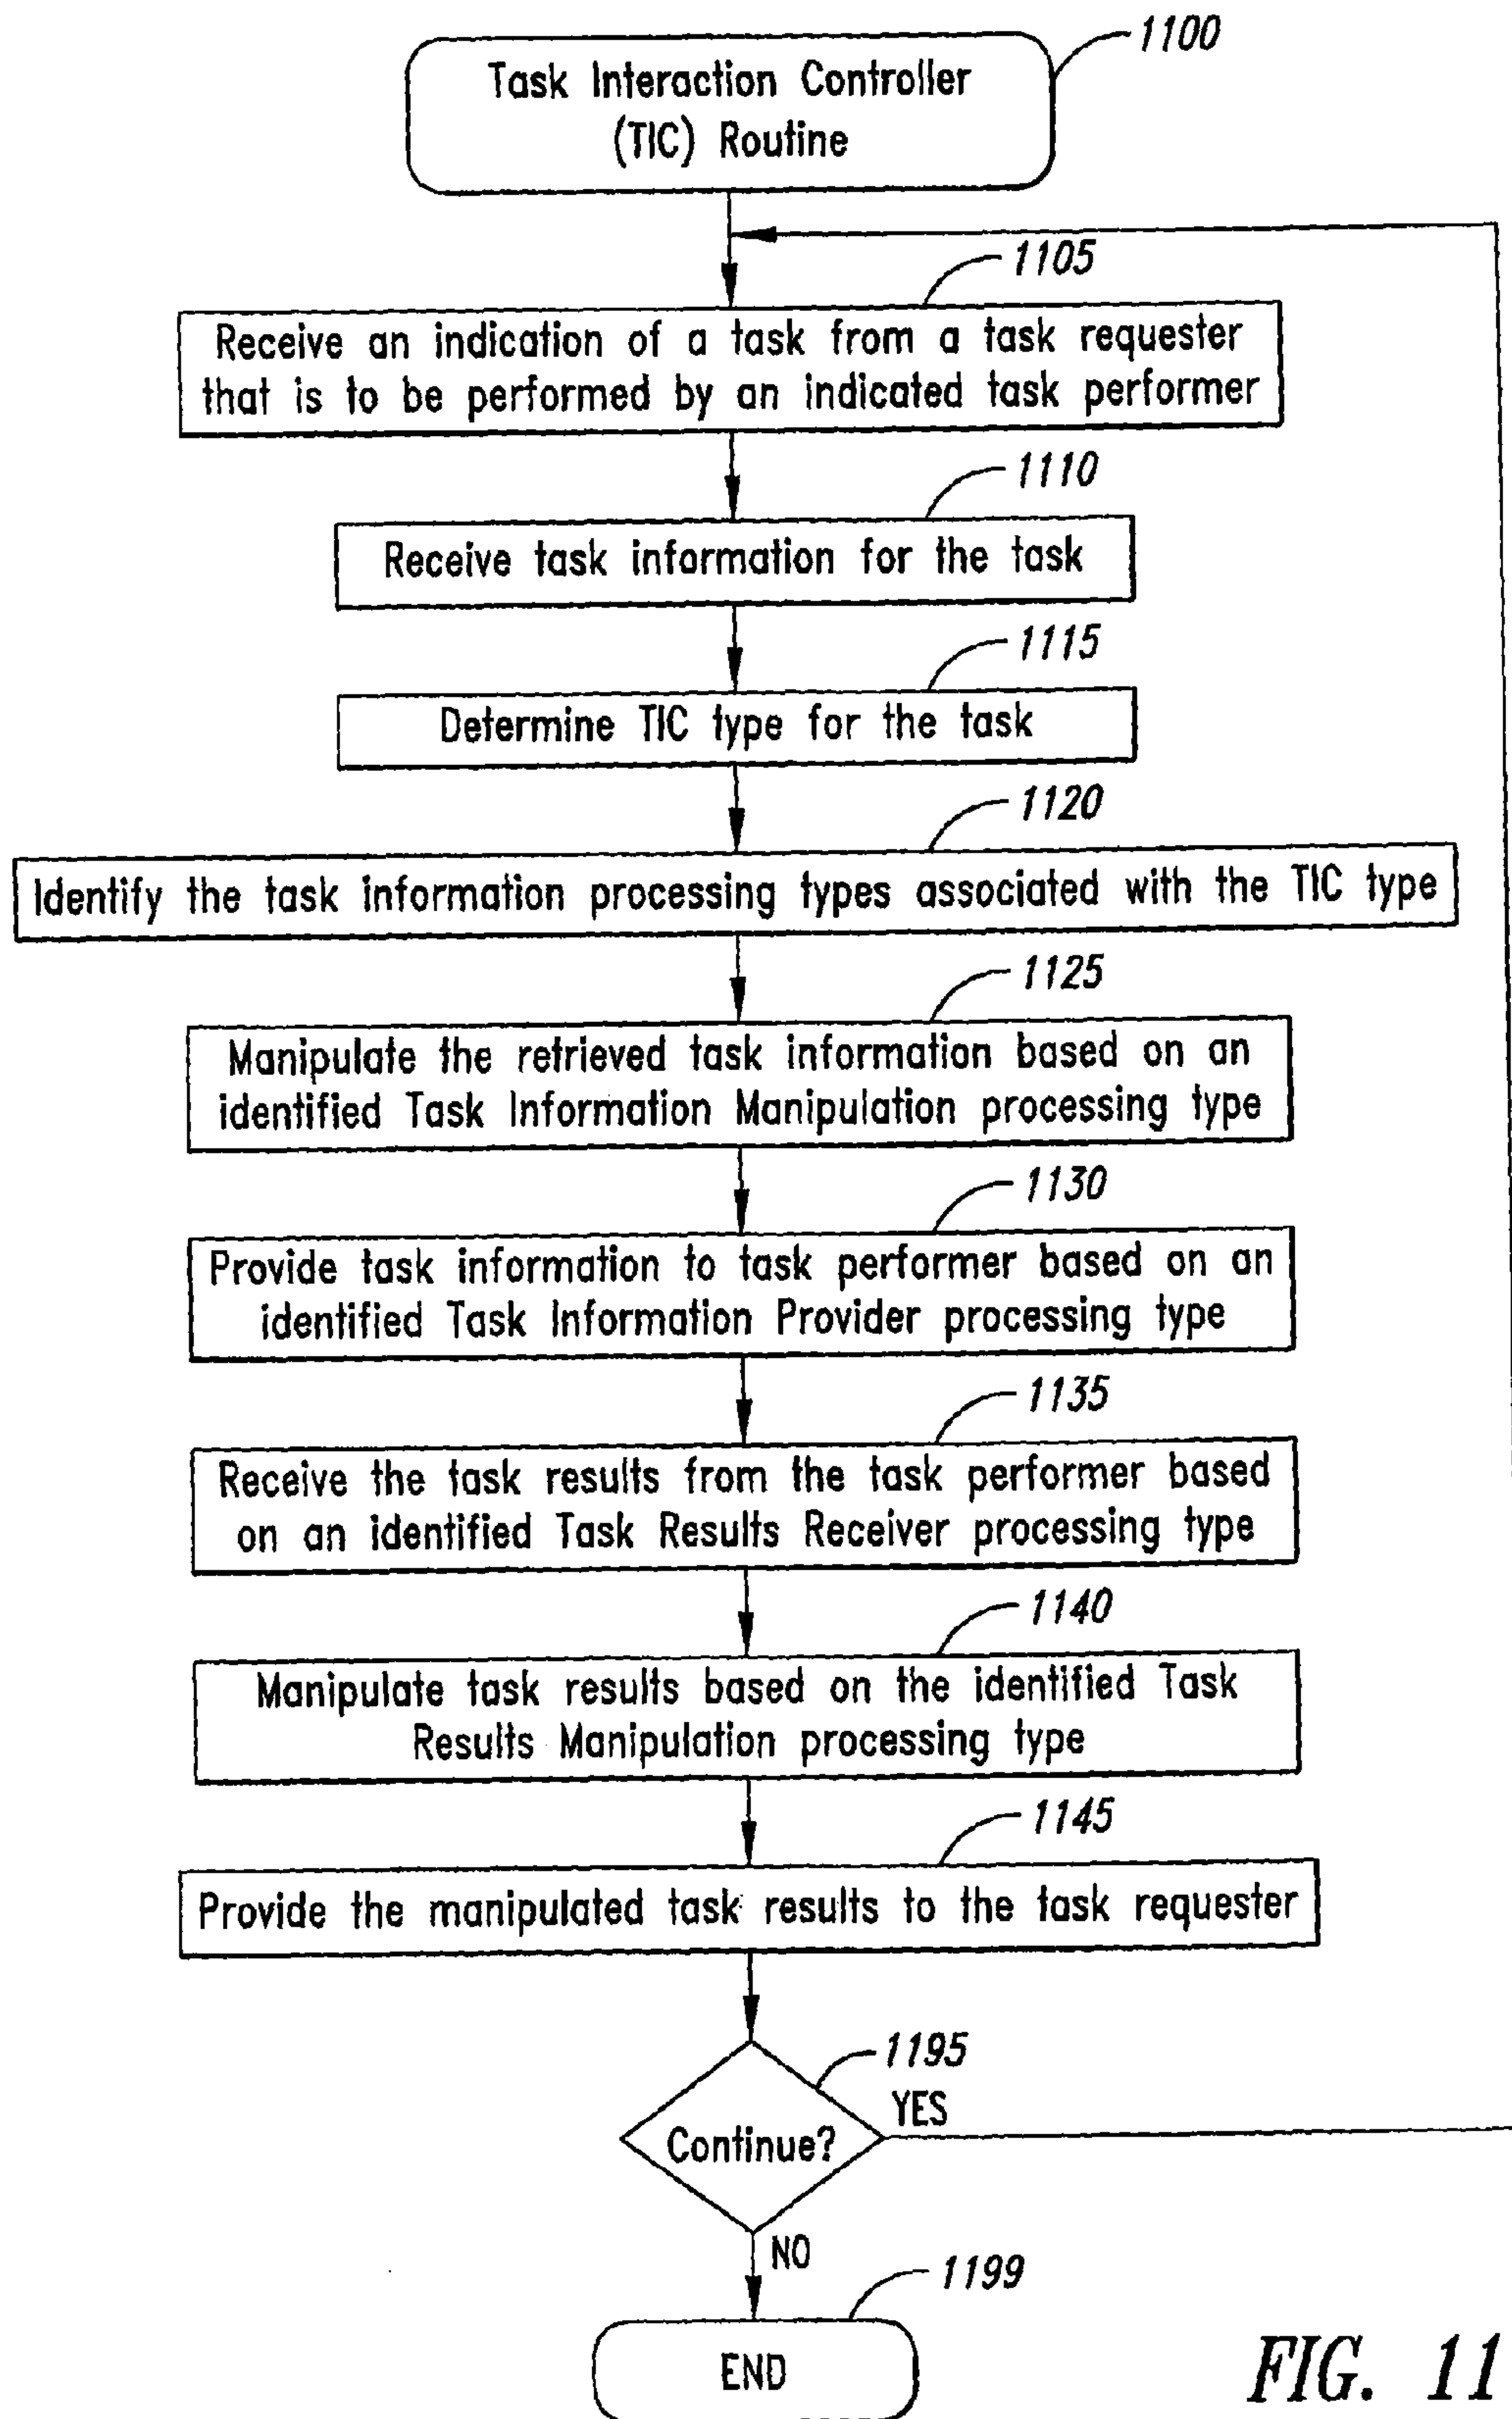 1100
Task Interaction Controller
(TIC) Routine
1105
Receive an indication of a task from a task requester
that is to be performed by an indicated task performer
1110
Receive task information for the task
1115
Determine TIC type for the task
1120
Identify the task information processing types associated with the TIC type
1125
Manipulate the retrieved task information based on an
identified Task Information Manipulation processing type
1130
Provide task information to task performer based on an
identified Task Information Provider processing type
1135
Receive the task results from the task performer based
on an identified Task Results Receiver processing type
1140
Manipulate task results based on the identified Task
Results Manipulation processing type
1145
Provide the manipulated task results to the task requester
1195
YES
Continue?
NO
1199
END
FIG. 11